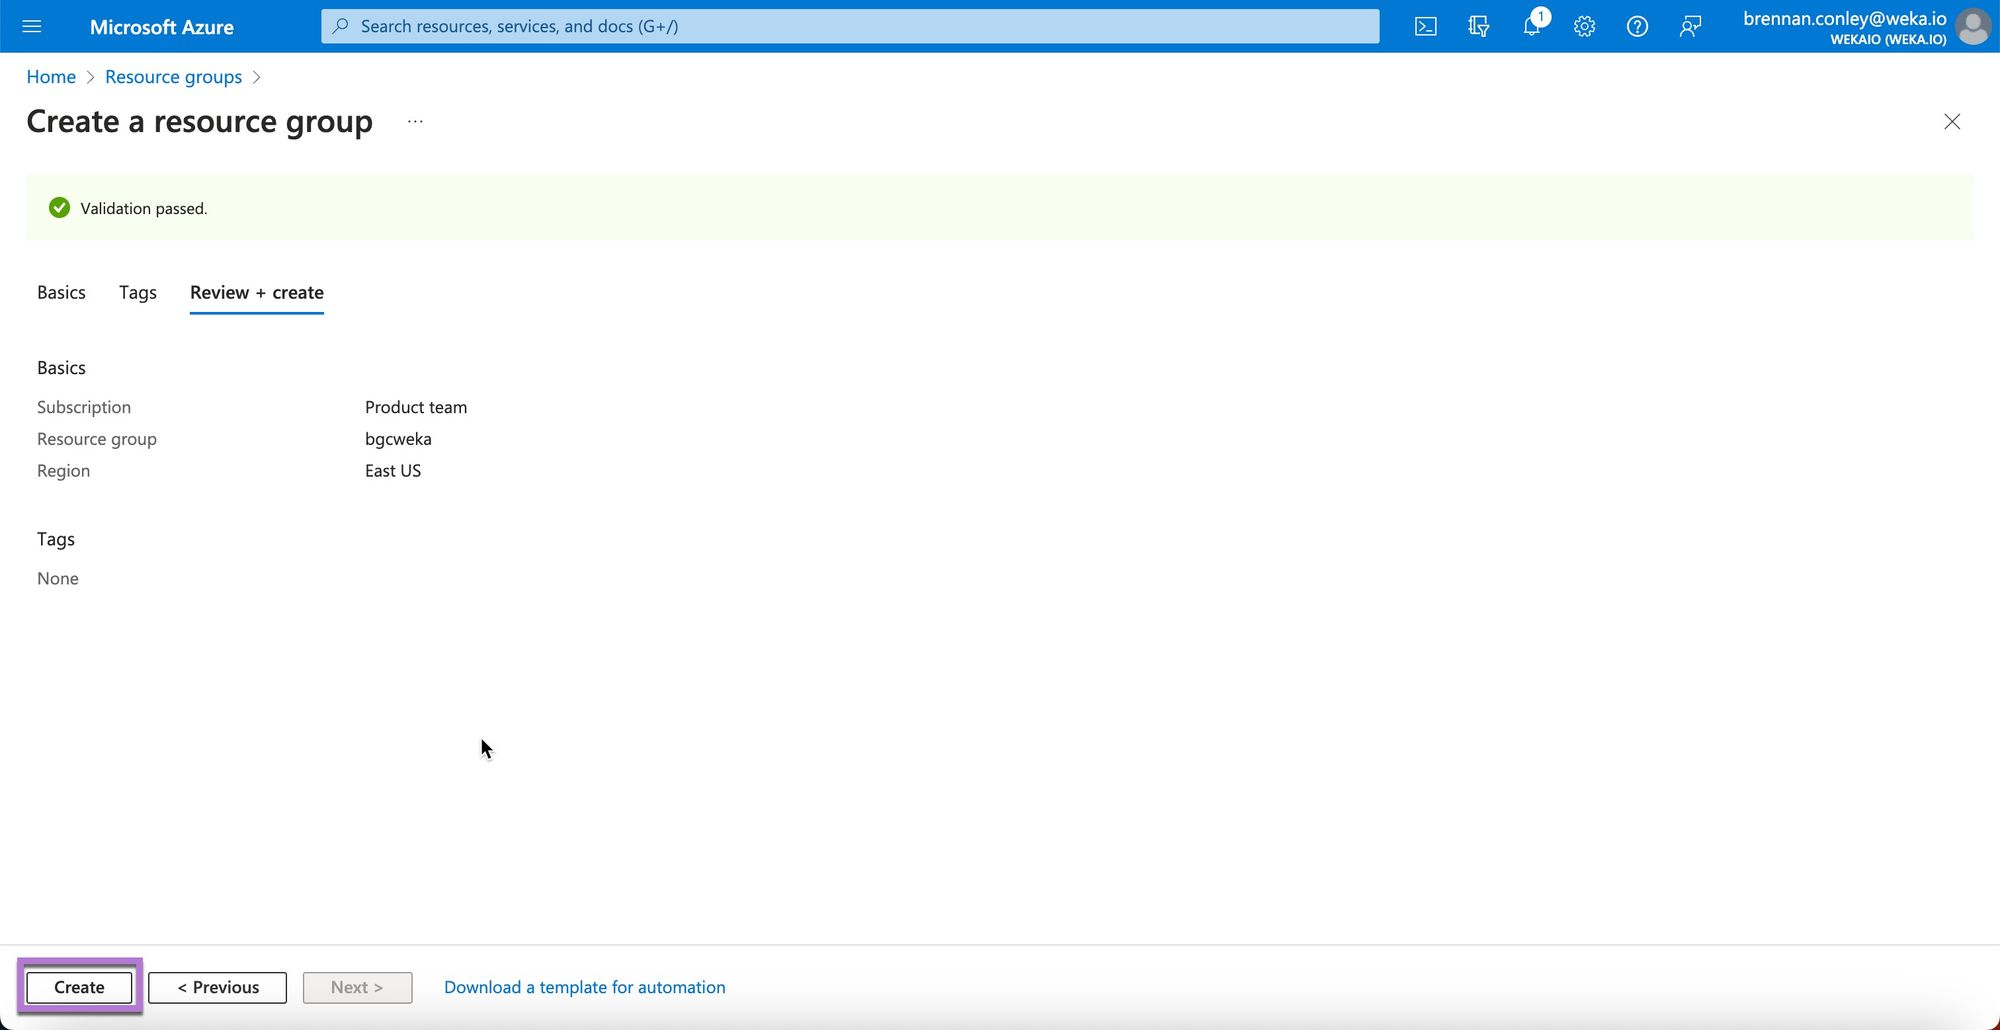 Microsoft Azure
Search resources, services, and docs (G+/)
1
brennan.conley@weka.io
WEKAIO (WEKA.IO)
Home > Resource groups >
Create a resource group ...
Validation passed.
Basics Tags Review + create
Basics
Subscription Product team
Resource group bgcweka
Region East US
Tags
None
Create < Previous Next > Download a template for automation